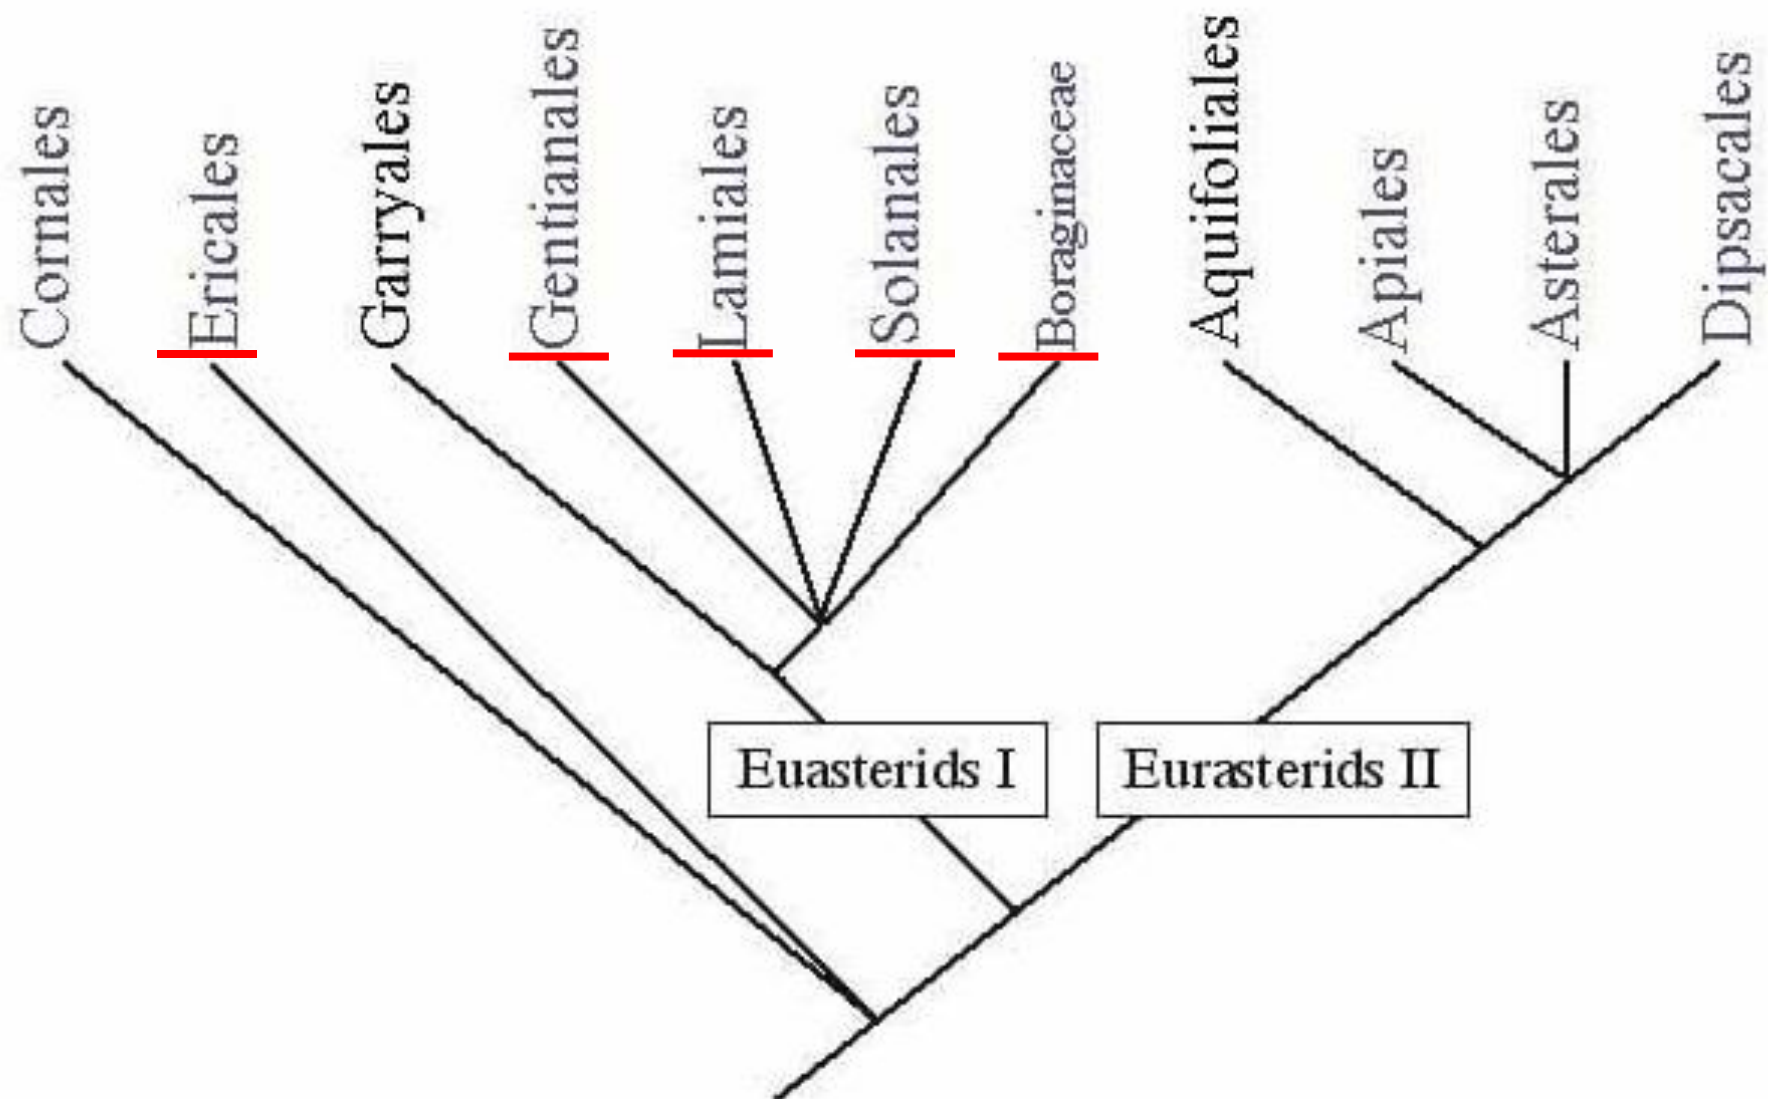 Cornales
Ericales
Garryales
Gentianales
Lamiales
Solanales
Boraginaceae
Aquifoliales
Apiales
Asterales
Dipsacales
Euasterids I
Eurasterids II